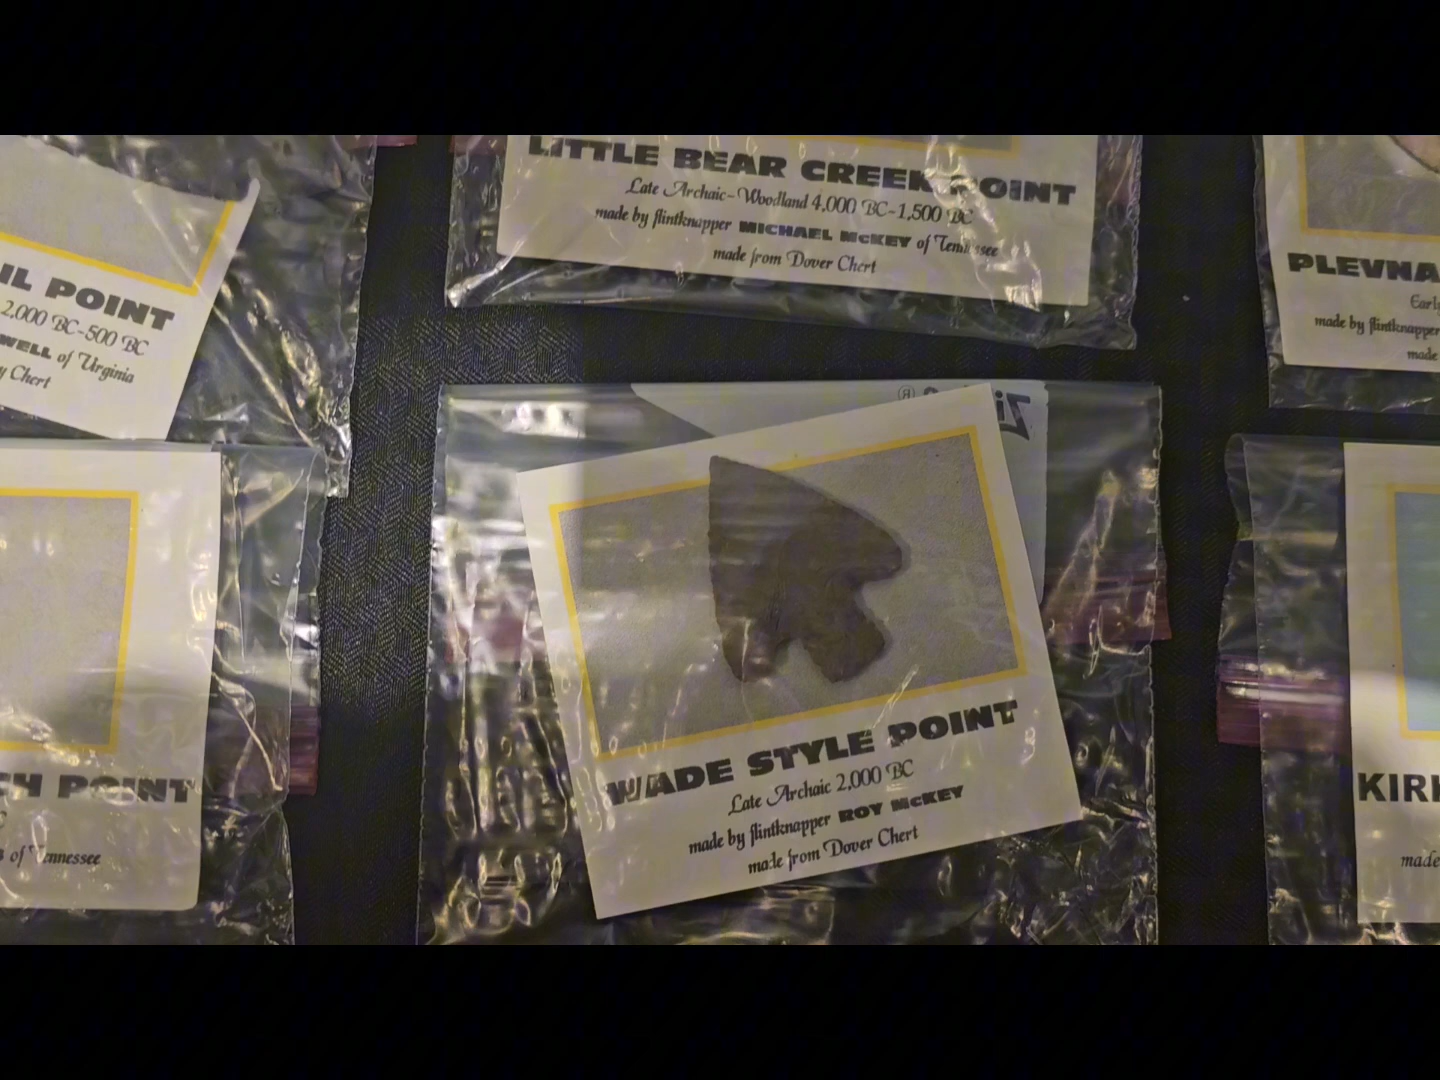 LITTLE BEAR CREEK POINT
Late Archaic-Woodland 4,000 BC-1,500 BC
made by flintknapper MICHAEL McKEY of Tennessee
made from Dover Chert
IL POINT
2,000 BC-500 BC
WELL of Virginia
y Chert
PLEVNA
Early
made by flintknapper
made
®
WADE STYLE POINT
Late Archaic 2,000 BC
made by flintknapper ROY McKEY
made from Dover Chert
CH POINT
of Tennessee
KIRK
made